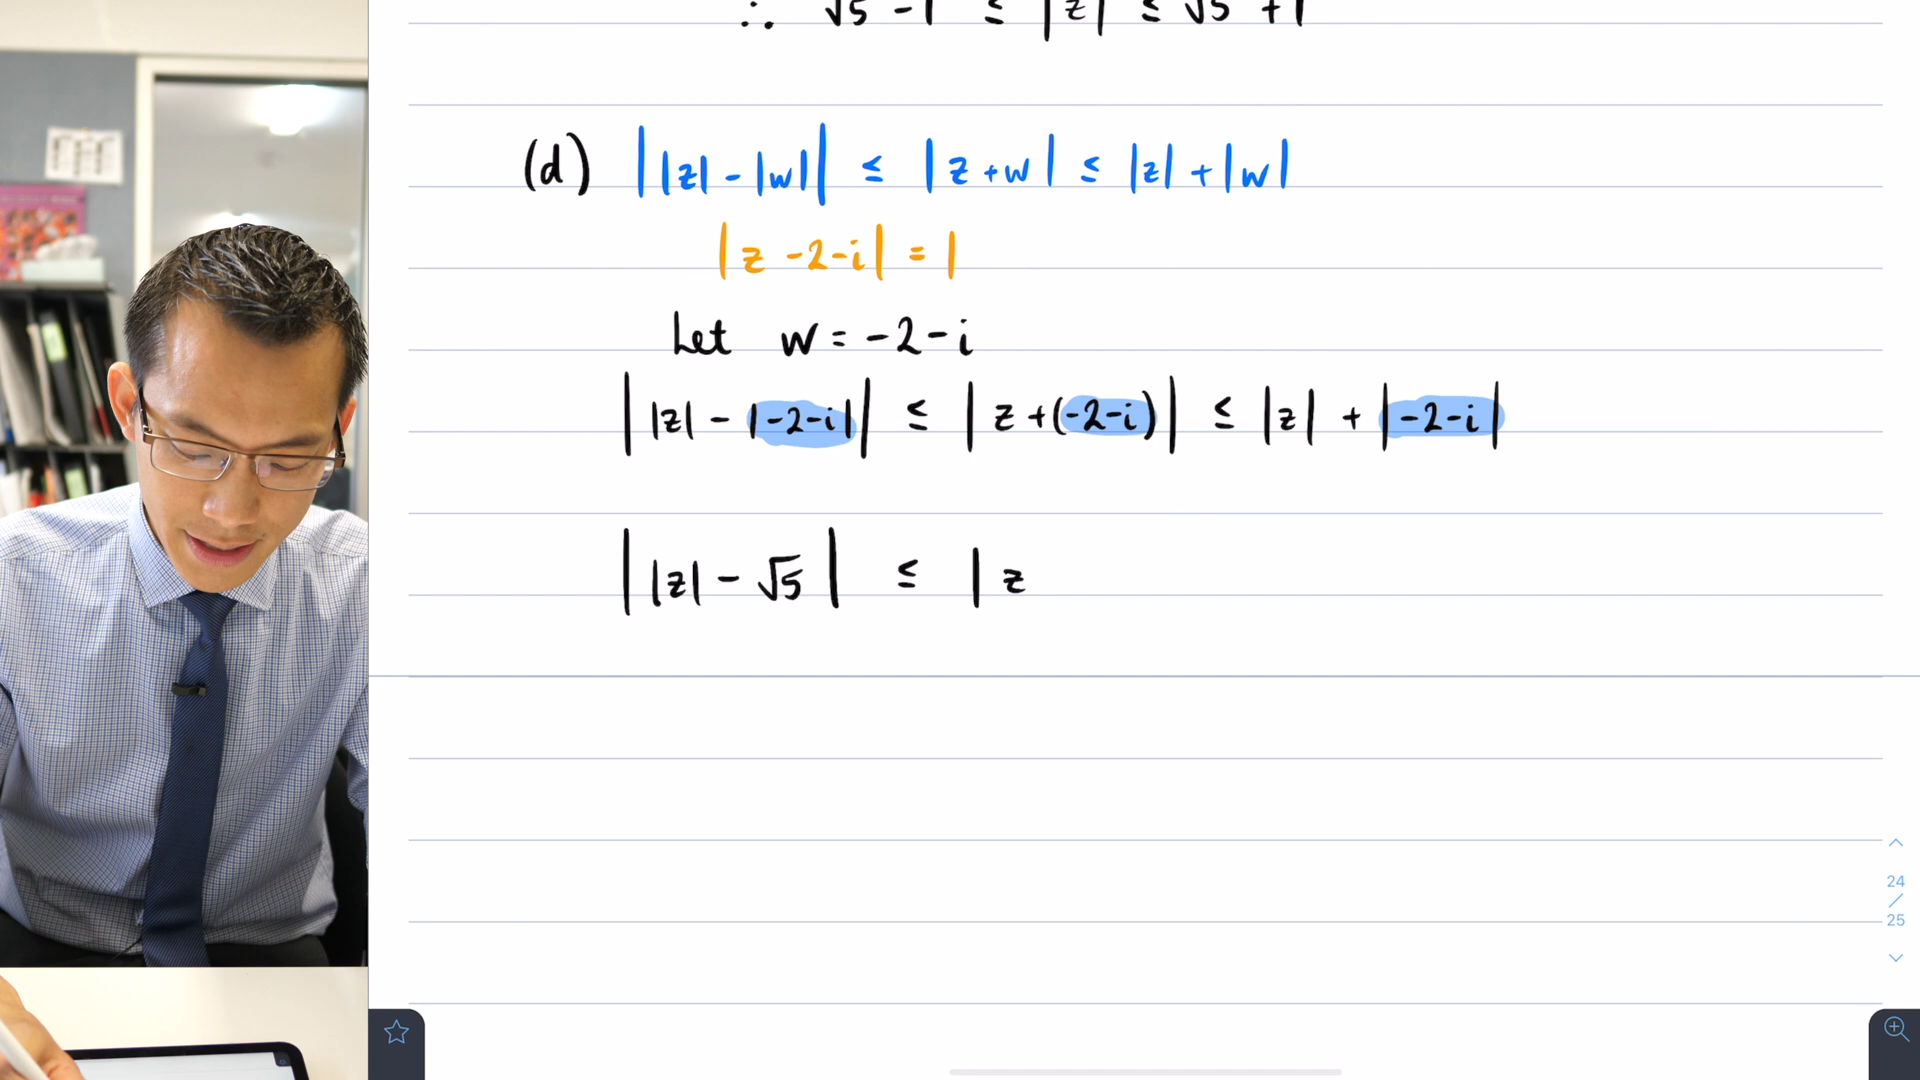 ∴ √5 - 1 ≤ |z| ≤ √5 + 1
(d) ||z| - |w|| ≤ |z + w| ≤ |z| + |w|
|z - 2 - i| = 1
Let w = -2 - i
||z| - |-2-i|| ≤ |z + (-2-i)| ≤ |z| + |-2-i|
||z| - √5| ≤ |z
24
/
25